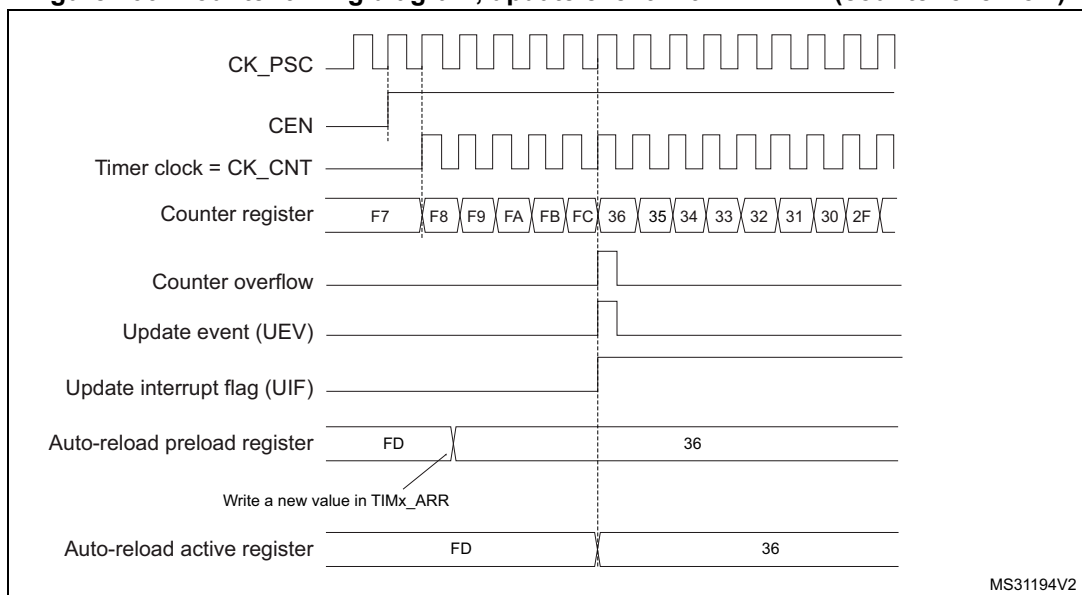 CK_PSC
CEN
Timer clock = CK_CNT
Counter register F7 F8 F9 FA FB FC 36 35 34 33 32 31 30 2F
Counter overflow
Update event (UEV)
Update interrupt flag (UIF)
Auto-reload preload register FD 36
Write a new value in TIMx_ARR
Auto-reload active register FD 36
MS31194V2